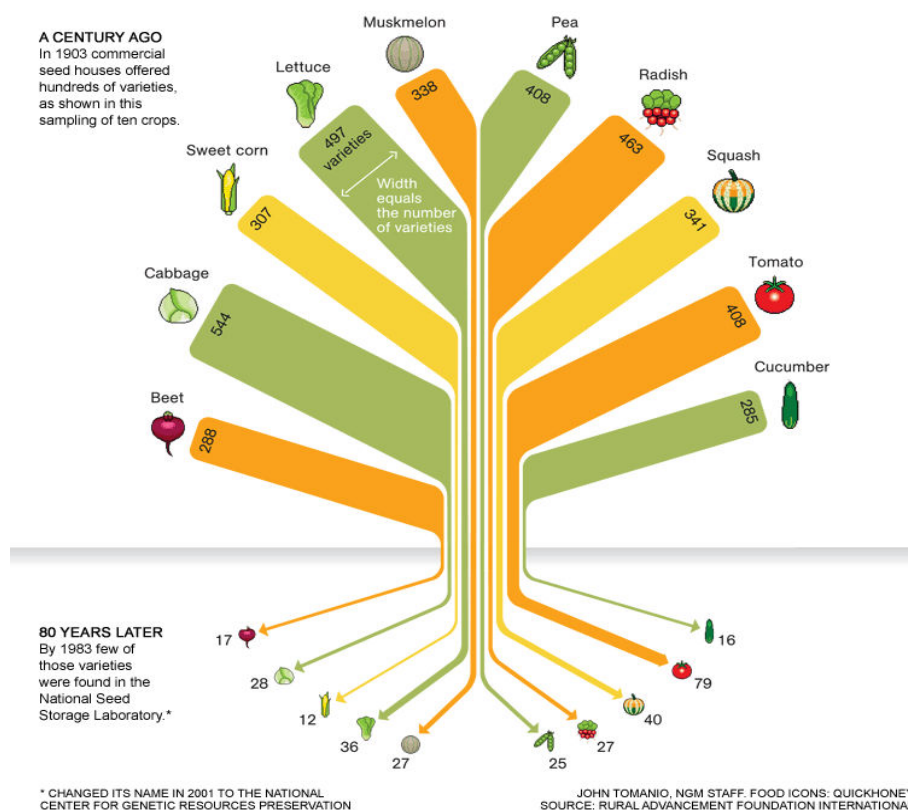 A CENTURY AGO
In 1903 commercial
seed houses offered
hundreds of varieties,
as shown in this
sampling of ten crops.
Muskmelon
338
Pea
408
Lettuce
497
varieties
Width
equals
the number
of varieties
Radish
463
Sweet corn
307
Squash
341
Cabbage
544
Tomato
408
Beet
288
Cucumber
285
80 YEARS LATER
By 1983 few of
those varieties
were found in the
National Seed
Storage Laboratory.*
17
28
12
36
27
25
27
40
79
16
* CHANGED ITS NAME IN 2001 TO THE NATIONAL
CENTER FOR GENETIC RESOURCES PRESERVATION
JOHN TOMANIO, NGM STAFF. FOOD ICONS: QUICKHONEY
SOURCE: RURAL ADVANCEMENT FOUNDATION INTERNATIONAL